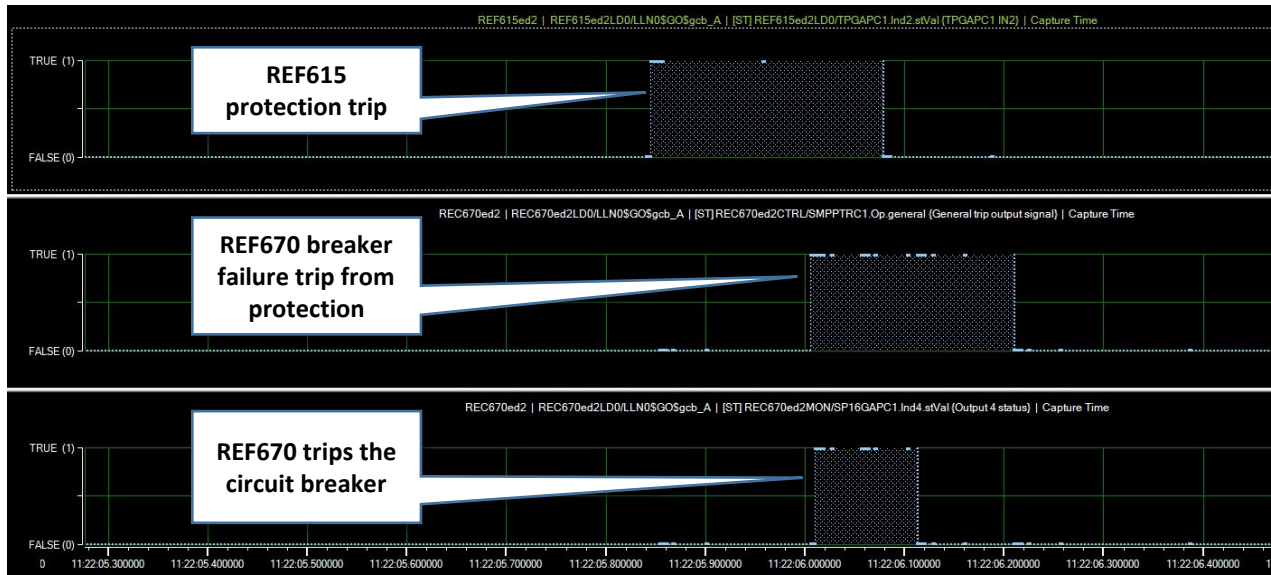 REF615ed2 | REF615ed2LD0/LLN0$GO$gcb_A | [ST] REF615ed2LD0/TPGAPC1.Ind2.stVal {TPGAPC1 IN2} | Capture Time
TRUE (1)
REF615
protection trip
FALSE (0)
REC670ed2 | REC670ed2LD0/LLN0$GO$gcb_A | [ST] REC670ed2CTRL/SMPPTRC1.Op.general {General trip output signal} | Capture Time
TRUE (1)
REF670 breaker
failure trip from
protection
FALSE (0)
REC670ed2 | REC670ed2LD0/LLN0$GO$gcb_A | [ST] REC670ed2MON/SP16GAPC1.Ind4.stVal {Output 4 status} | Capture Time
TRUE (1)
REF670 trips the
circuit breaker
FALSE (0)
0 11:22:05.300000 11:22:05.400000 11:22:05.500000 11:22:05.600000 11:22:05.700000 11:22:05.800000 11:22:05.900000 11:22:06.000000 11:22:06.100000 11:22:06.200000 11:22:06.300000 11:22:06.400000 1